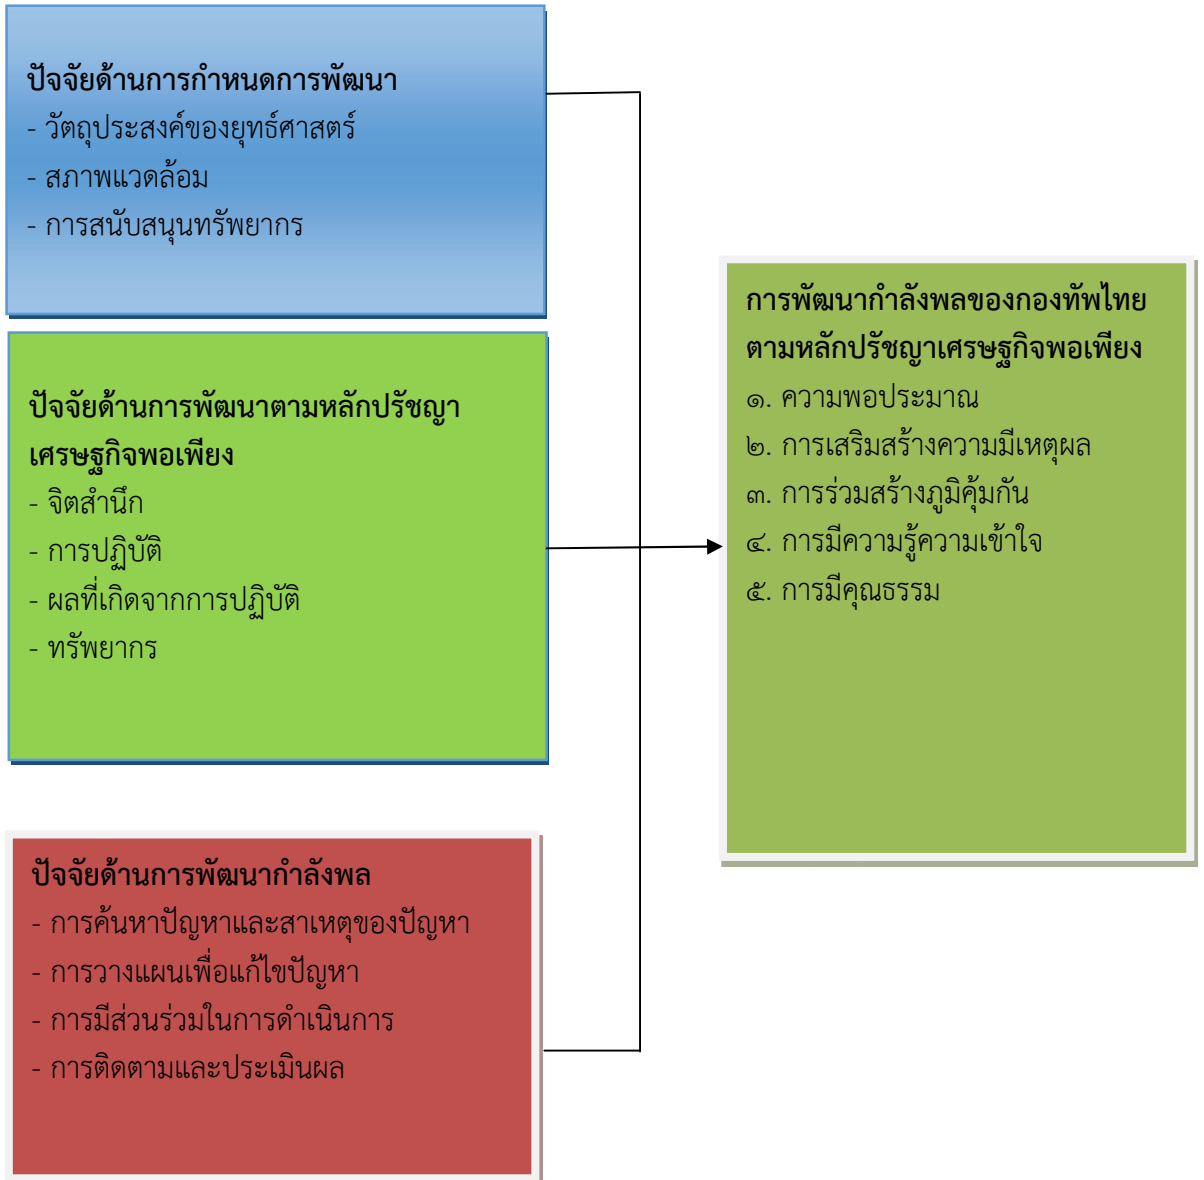 ปัจจัยด้านการกำหนดการพัฒนา
- วัตถุประสงค์ของยุทธ์ศาสตร์
- สภาพแวดล้อม
- การสนับสนุนทรัพยากร
ปัจจัยด้านการพัฒนาตามหลักปรัชญา
เศรษฐกิจพอเพียง
- จิตสำนึก
- การปฏิบัติ
- ผลที่เกิดจากการปฏิบัติ
- ทรัพยากร
ปัจจัยด้านการพัฒนากำลังพล
- การค้นหาปัญหาและสาเหตุของปัญหา
- การวางแผนเพื่อแก้ไขปัญหา
- การมีส่วนร่วมในการดำเนินการ
- การติดตามและประเมินผล
การพัฒนากำลังพลของกองทัพไทย
ตามหลักปรัชญาเศรษฐกิจพอเพียง
๑. ความพอประมาณ
๒. การเสริมสร้างความมีเหตุผล
๓. การร่วมสร้างภูมิคุ้มกัน
๔. การมีความรู้ความเข้าใจ
๕. การมีคุณธรรม